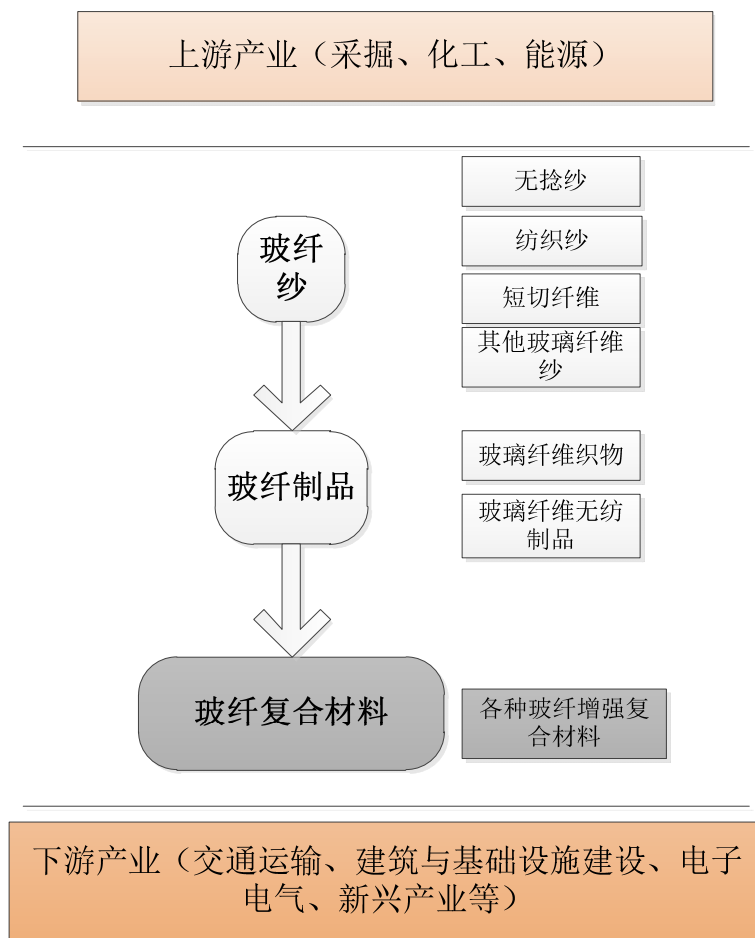 上游产业（采掘、化工、能源）
无捻纱
玻纤
纱
纺织纱
短切纤维
其他玻璃纤维
纱
玻纤制品
玻璃纤维织物
玻璃纤维无纺
制品
玻纤复合材料
各种玻纤增强复
合材料
下游产业（交通运输、建筑与基础设施建设、电子
电气、新兴产业等）